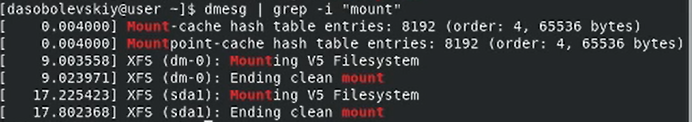 [dasobolevskiy@user ~]$ dmesg | grep -i "mount"
[    0.004000] Mount-cache hash table entries: 8192 (order: 4, 65536 bytes)
[    0.004000] Mountpoint-cache hash table entries: 8192 (order: 4, 65536 bytes)
[    9.003558] XFS (dm-0): Mounting V5 Filesystem
[    9.023971] XFS (dm-0): Ending clean mount
[   17.225423] XFS (sda1): Mounting V5 Filesystem
[   17.802368] XFS (sda1): Ending clean mount